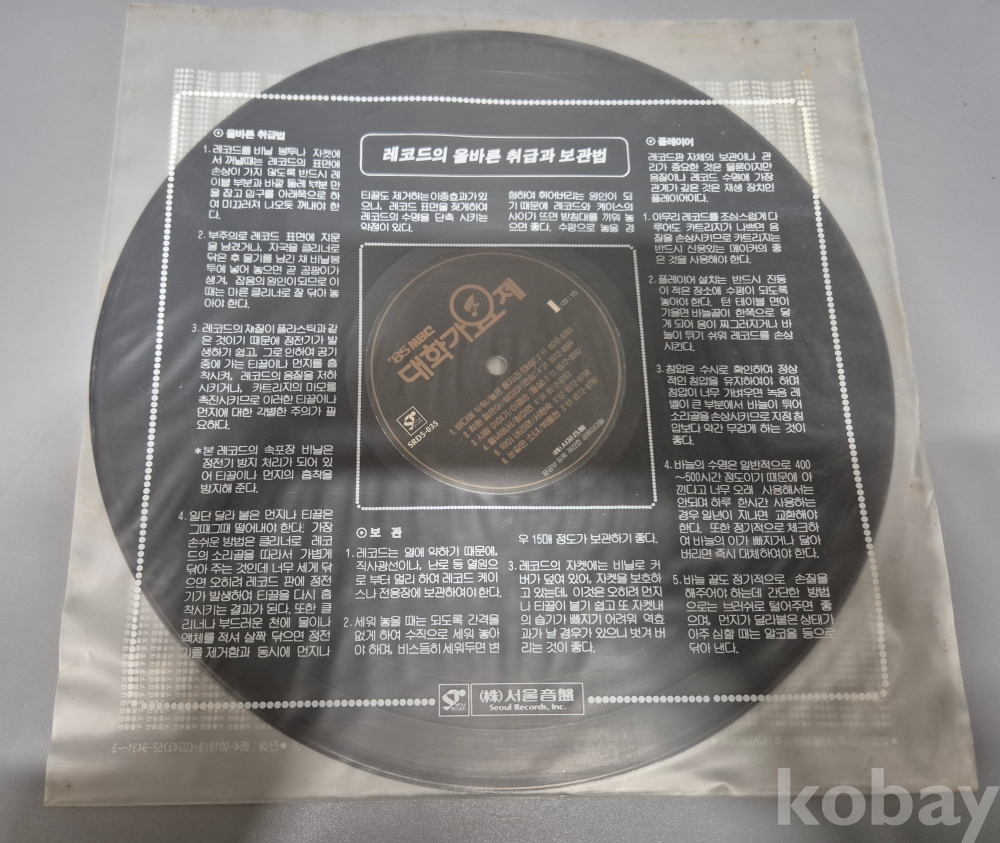 레코드의 올바른 취급과 보관법
⊙ 올바른 취급법
1. 레코드를 비닐 봉투나 자켓에
서 꺼낼때는 레코드의 표면에
손상이 가지 않도록 반드시 레
이블 부분과 바깥 둘레 부분 만
을 잡고 입구를 아래쪽으로 하
여 미끄러져 나오듯 꺼내야 한
다.
2. 부주의로 레코드 표면에 지문
을 남겼거나, 자국을 클리너로
닦은 후 물기를 남긴 채 비닐봉
투에 넣어 놓으면 곧 곰팡이가
생겨, 잡음의 원인이 되므로 이
때는 마른 클리너로 잘 닦아 놓
아야 한다.
3. 레코드의 재질이 플라스틱과 같
은 것이기 때문에 정전기가 발
생하기 쉽고, 그로 인하여 공기
중에 가는 티끌이나 먼지를 흡
착시켜, 레코드의 음질을 저하
시키거나, 카트리지의 마모를
촉진시키므로 이러한 티끌이나
먼지에 대한 각별한 주의가 필
요하다.
*본 레코드의 속포장 비닐은
정전기 방지 처리가 되어 있
어 티끌이나 먼지의 흡착을
방지해 준다.
4. 일단 달라 붙은 먼지나 티끌은
그때그때 떨어내야 한다. 가장
손쉬운 방법은 클리너로 레코
드의 소리골을 따라서 가볍게
닦아 주는 것인데 너무 세게 닦
으면 오히려 레코드 판에 정전
기가 발생하여 티끌을 다시 흡
착시키는 결과가 된다. 또한 클
리너나 부드러운 천에 물이나
액체를 적셔 살짝 닦으면 정전
기를 제거함과 동시에 먼지나
티끌도 제거하는 이중효과가 있
으나, 레코드 표면을 젖게하여
레코드의 수명을 단축 시키는
약점이 있다.
⊙ 보 관
1. 레코드는 열에 약하기 때문에,
직사광선이나, 난로 등 열원으
로 부터 멀리 하여 레코드 케이
스나 전용장에 보관하여야 한다.
2. 세워 놓을 때는 되도록 간격을
없게 하여 수직으로 세워 놓아
야 하며, 비스듬히 세워두면 변
형하여 휘어버리는 원인이 되
기 때문에 레코드와 케이스의
사이가 뜨면 받침대를 끼워 놓
으면 좋다. 수평으로 놓을 경
우 15매 정도가 보관하기 좋다.
3. 레코드의 자켓에는 비닐로 커
버가 덮여 있어, 자켓을 보호하
고 있는데, 이것은 오히려 먼지
나 티끌이 붙기 쉽고 또 자켓내
의 습기가 빠지기 어려워 역효
과가 날 경우가 있으니 벗겨 버
리는 것이 좋다.
⊙ 플레이어
레코드판 자체의 보관이나 관
리가 중요한 것은 물론이지만
음질이나 레코드 수명에 가장
관계가 깊은 것은 재생 장치인
플레이어이다.
1. 아무리 레코드를 조심스럽게 다
루어도 카트리지가 나쁘면 음
질을 손상시키므로 카트리지는
반드시 신용있는 메이커의 좋
은 것을 사용해야 한다.
2. 플레이어 설치는 반드시 진동
이 적은 장소에 수평이 되도록
놓아야 한다. 턴 테이블 면이
기울면 바늘끝이 한쪽으로 닳
게 되어 음이 찌그러지거나 바
늘이 튀기 쉬워 레코드를 손상
시킨다.
3. 침압은 수시로 확인하여 정상
적인 침압을 유지하여야 하며
침압이 너무 가벼우면 녹음 레
벨이 큰 부분에서 바늘이 튀어
소리골을 손상시키므로 지정 침
압보다 약간 무겁게 하는 것이
좋다.
4. 바늘의 수명은 일반적으로 400
~500시간 정도이기 때문에 아
낀다고 너무 오래 사용해서는
안되며 하루 한시간 사용하는
경우 일년이 지나면 교환해야
한다. 또한 정기적으로 체크하
여 바늘의 이가 빠지거나 닳아
버리면 즉시 대체하여야 한다.
5. 바늘 끝도 정기적으로 손질을
해주어야 하는데 간단한 방법
으로는 브러쉬로 털어주면 좋
으며, 먼지가 달라붙은상태가
아주 심할 때는 알코올 등으로
닦아 낸다.
'85 MBC
대학가요제
1
SRDS-035
(株)서울音盤
Seoul Records, Inc.
kobay